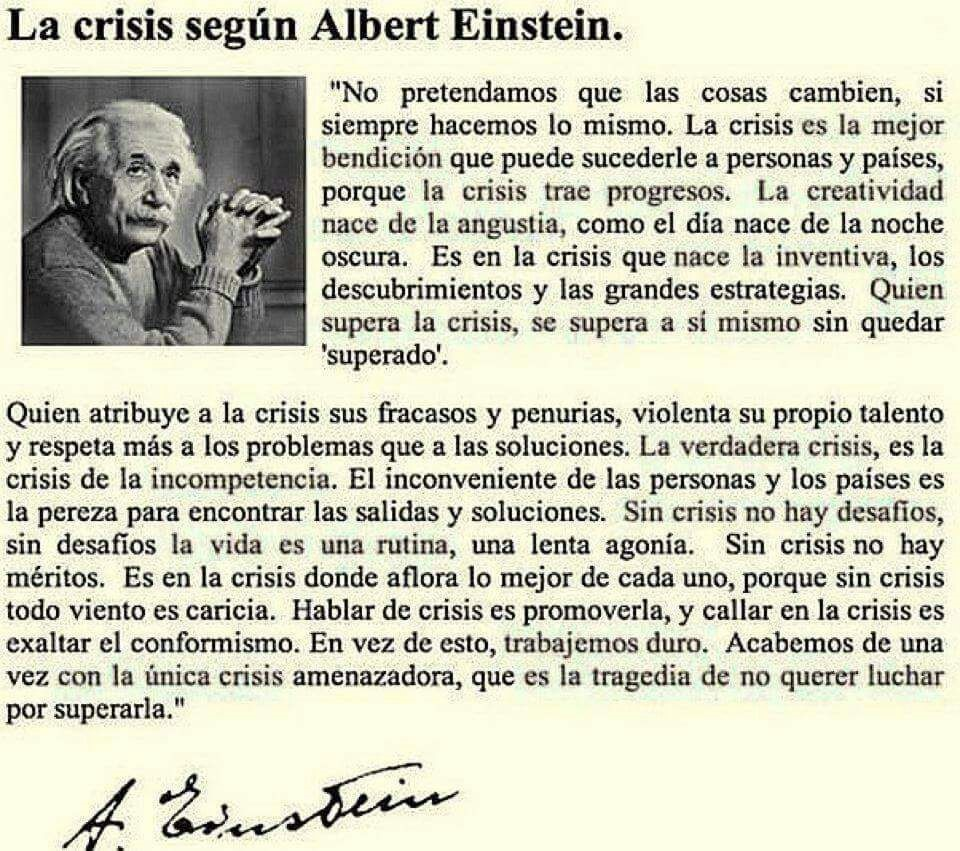 La crisis según Albert Einstein.
"No pretendamos que las cosas cambien, si
siempre hacemos lo mismo. La crisis es la mejor
bendición que puede sucederle a personas y países,
porque la crisis trae progresos. La creatividad
nace de la angustia, como el día nace de la noche
oscura. Es en la crisis que nace la inventiva, los
descubrimientos y las grandes estrategias. Quien
supera la crisis, se supera a sí mismo sin quedar
'superado'.
Quien atribuye a la crisis sus fracasos y penurias, violenta su propio talento
y respeta más a los problemas que a las soluciones. La verdadera crisis, es la
crisis de la incompetencia. El inconveniente de las personas y los países es
la pereza para encontrar las salidas y soluciones. Sin crisis no hay desafíos,
sin desafíos la vida es una rutina, una lenta agonía. Sin crisis no hay
méritos. Es en la crisis donde aflora lo mejor de cada uno, porque sin crisis
todo viento es caricia. Hablar de crisis es promoverla, y callar en la crisis es
exaltar el conformismo. En vez de esto, trabajemos duro. Acabemos de una
vez con la única crisis amenazadora, que es la tragedia de no querer luchar
por superarla."
A. Einstein